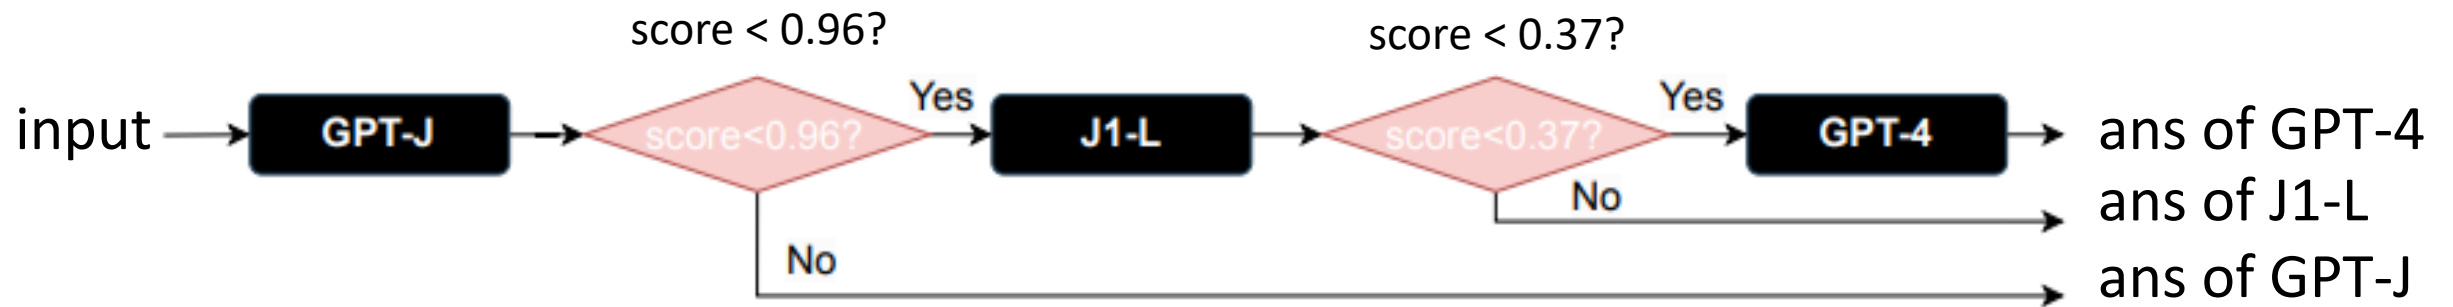 score < 0.96?
score < 0.37?
input
GPT-J
score<0.96?
Yes
J1-L
score<0.37?
Yes
GPT-4
ans of GPT-4
No
ans of J1-L
No
ans of GPT-J